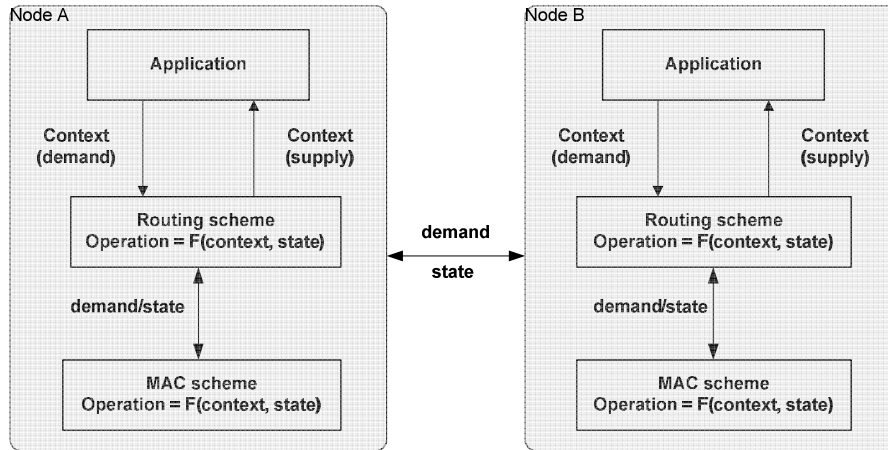 Node A
Application
Context
(demand)
Context
(supply)
Routing scheme
Operation = F(context, state)
demand/state
MAC scheme
Operation = F(context, state)
demand
state
Node B
Application
Context
(demand)
Context
(supply)
Routing scheme
Operation = F(context, state)
demand/state
MAC scheme
Operation = F(context, state)